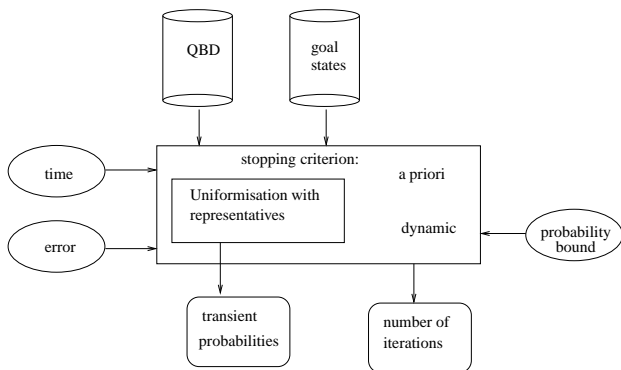 QBD
goal
states
stopping criterion:
time
a priori
Uniformisation with
representatives
error
dynamic
probability
bound
transient
probabilities
number of
iterations